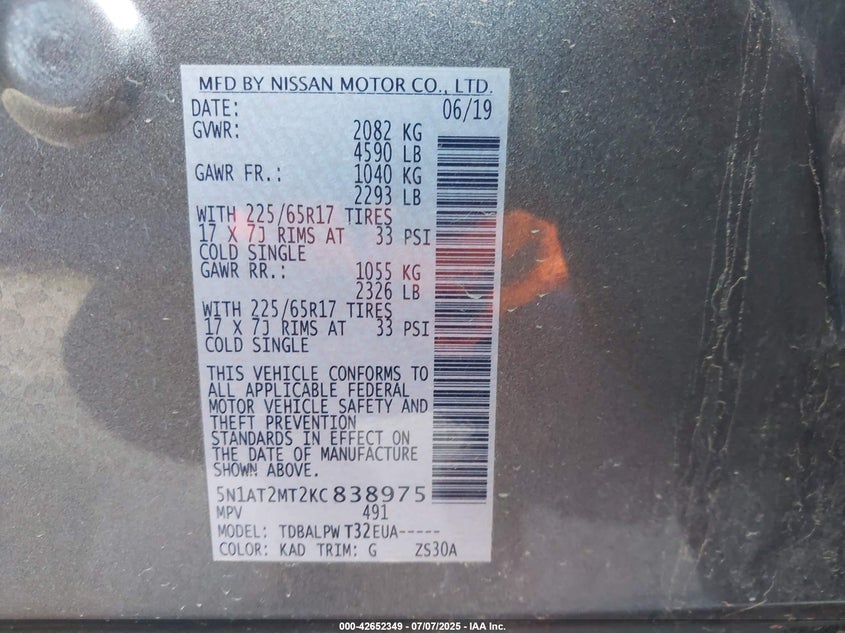 MFD BY NISSAN MOTOR CO., LTD.
DATE: 06/19
GVWR: 2082 KG
4590 LB
GAWR FR.: 1040 KG
2293 LB
WITH 225/65R17 TIRES
17 X 7J RIMS AT 33 PSI
COLD SINGLE
GAWR RR.: 1055 KG
2326 LB
WITH 225/65R17 TIRES
17 X 7J RIMS AT 33 PSI
COLD SINGLE
THIS VEHICLE CONFORMS TO
ALL APPLICABLE FEDERAL
MOTOR VEHICLE SAFETY AND
THEFT PREVENTION
STANDARDS IN EFFECT ON
THE DATE OF MANUFACTURE
SHOWN ABOVE.
5N1AT2MT2KC838975
MPV 491
MODEL: TDBALPW T32EUA-----
COLOR: KAD TRIM: G ZS30A
000-42652349 - 07/07/2025 - IAA Inc.